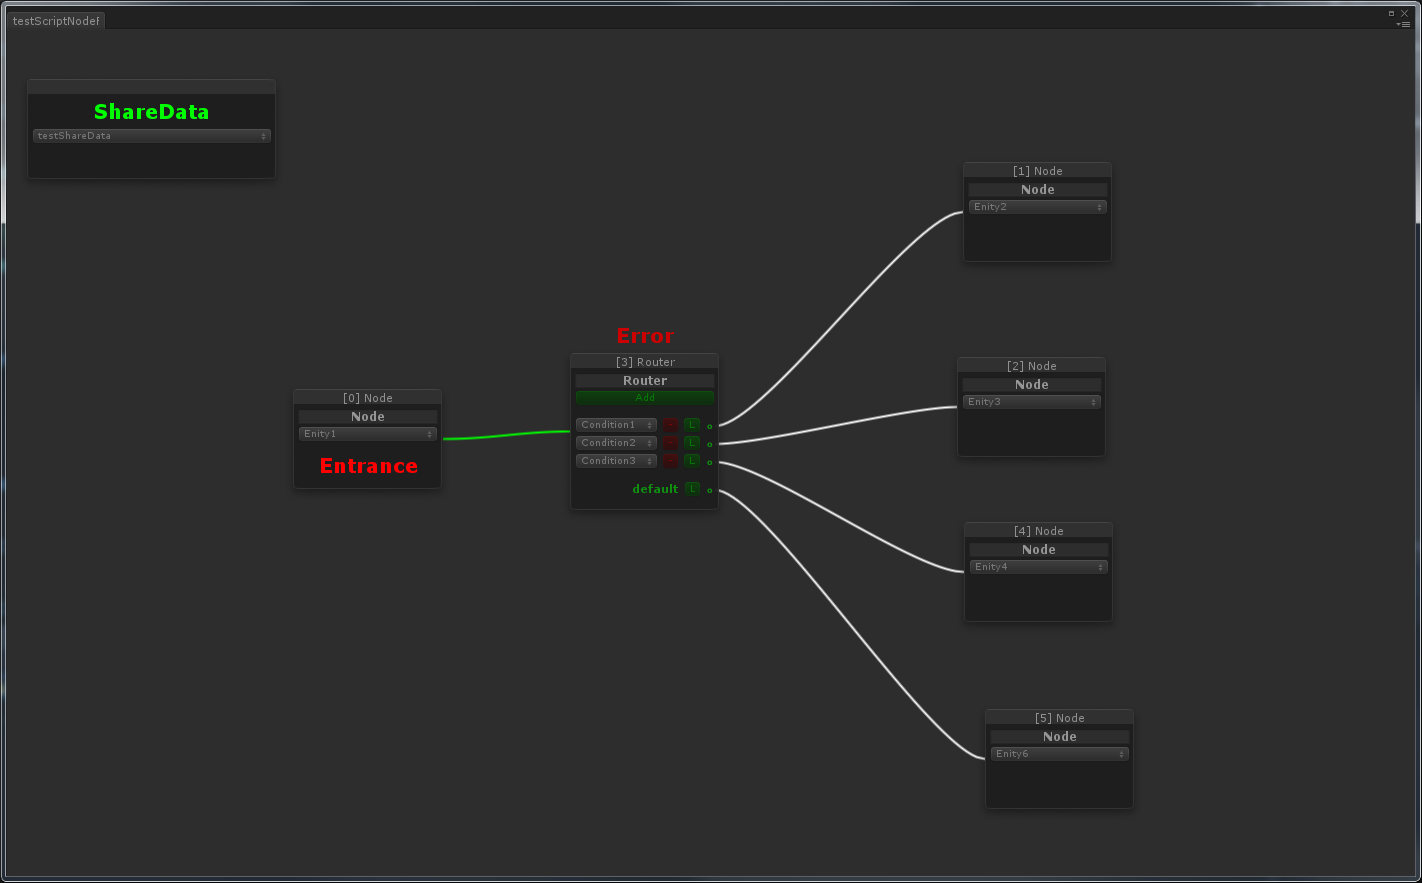 testScriptNodef
ShareData
testShareData
[1] Node
Node
Enity2
Error
[3] Router
Router
Add
Condition1 - L
Condition2 - L
Condition3 - L
default L
[0] Node
Node
Enity1
Entrance
[2] Node
Node
Enity3
[4] Node
Node
Enity4
[5] Node
Node
Enity6